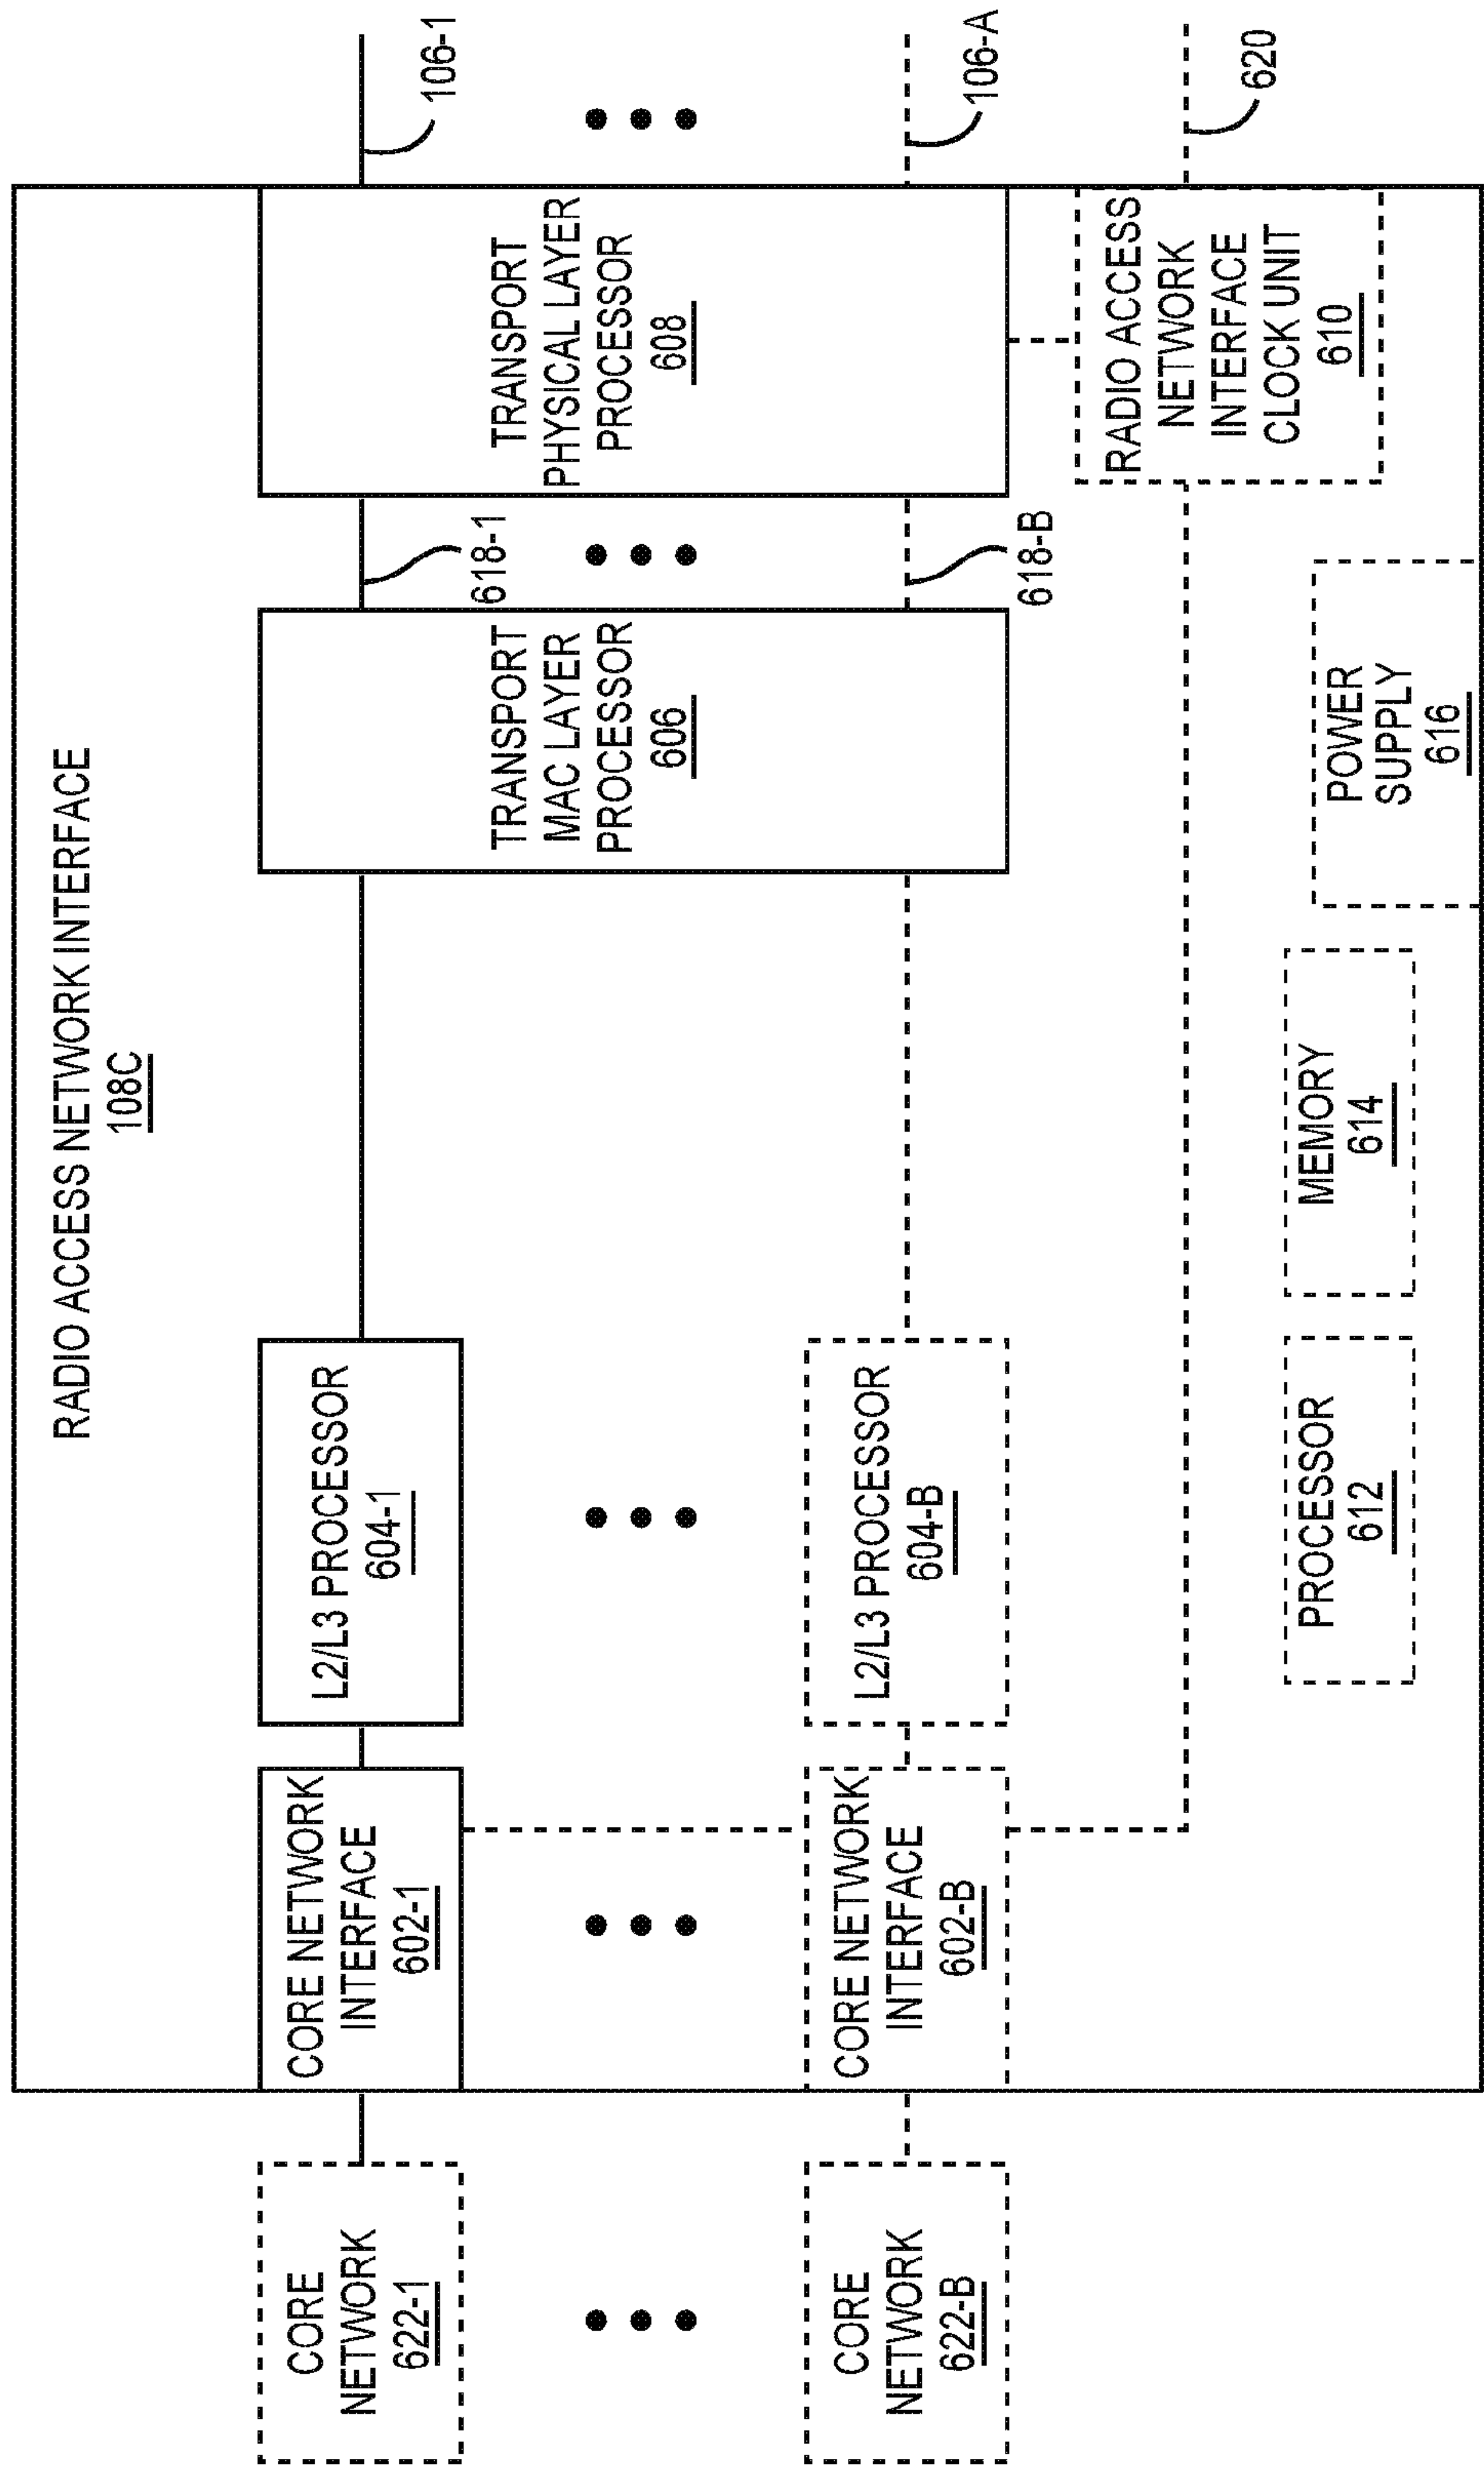 RADIO ACCESS NETWORK INTERFACE
108C
CORE
NETWORK
622-1
CORE NETWORK
INTERFACE
602-1
L2/L3 PROCESSOR
604-1
TRANSPORT
MAC LAYER
PROCESSOR
606
618-1
TRANSPORT
PHYSICAL LAYER
PROCESSOR
608
106-1
CORE
NETWORK
622-B
CORE NETWORK
INTERFACE
602-B
L2/L3 PROCESSOR
604-B
618-B
106-A
RADIO ACCESS
NETWORK
INTERFACE
CLOCK UNIT
610
620
PROCESSOR
612
MEMORY
614
POWER
SUPPLY
616